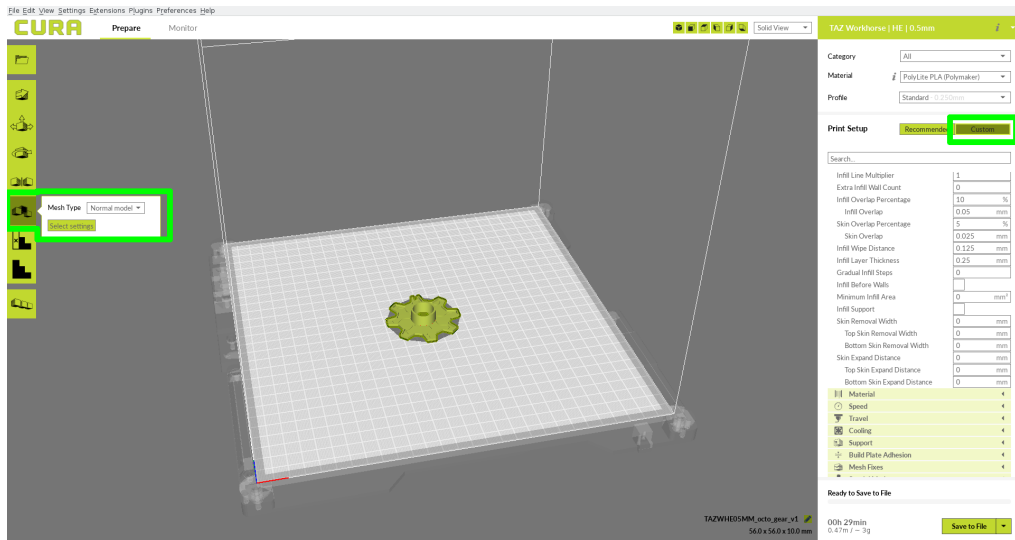 File Edit View Settings Extensions Plugins Preferences Help
CURA
Prepare
Monitor
Solid View
TAZ Workhorse | HE | 0.5mm
i
Category
All
Material
i
PolyLite PLA (Polymaker)
Profile
Standard - 0.250mm
Print Setup
Recommended
Custom
Search...
Mesh Type
Normal model
Select settings
Infill Line Multiplier 1
Extra Infill Wall Count 0
Infill Overlap Percentage 10 %
Infill Overlap 0.05 mm
Skin Overlap Percentage 5 %
Skin Overlap 0.025 mm
Infill Wipe Distance 0.125 mm
Infill Layer Thickness 0.25 mm
Gradual Infill Steps 0
Infill Before Walls
Minimum Infill Area 0 mm²
Infill Support
Skin Removal Width 0 mm
Top Skin Removal Width 0 mm
Bottom Skin Removal Width 0 mm
Skin Expand Distance 0 mm
Top Skin Expand Distance 0 mm
Bottom Skin Expand Distance 0 mm
Material
Speed
Travel
Cooling
Support
Build Plate Adhesion
Mesh Fixes
Ready to Save to File
TAZWHE05MM_octo_gear_v1
56.0 x 56.0 x 10.0 mm
00h 29min
0.47m / ~ 3g
Save to File